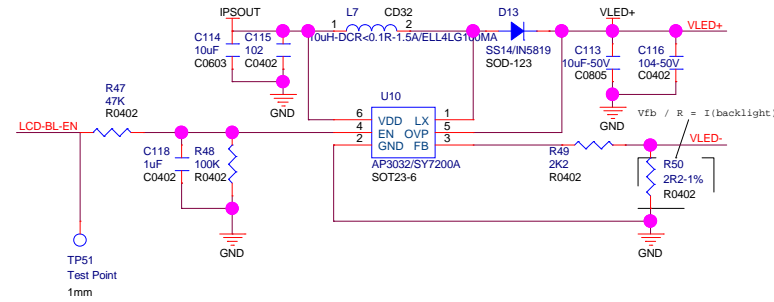 IPSOUT
L7
CD32
D13
VLED+
C114
10uF
C0603
C115
102
C0402
1
2
10uH-DCR<0.1R-1.5A/ELL4LG100MA
SS14/IN5819
SOD-123
C113
10uF-50V
C0805
C116
104-50V
C0402
VLED+
GND
GND
R47
47K
R0402
LCD-BL-EN
U10
6
4
2
VDD
EN
GND
LX
OVP
FB
1
5
3
AP3032/SY7200A
SOT23-6
C118
1uF
C0402
R48
100K
R0402
R49
2K2
R0402
Vfb / R = I(backlight)
VLED-
R50
2R2-1%
R0402
GND
GND
TP51
Test Point
1mm